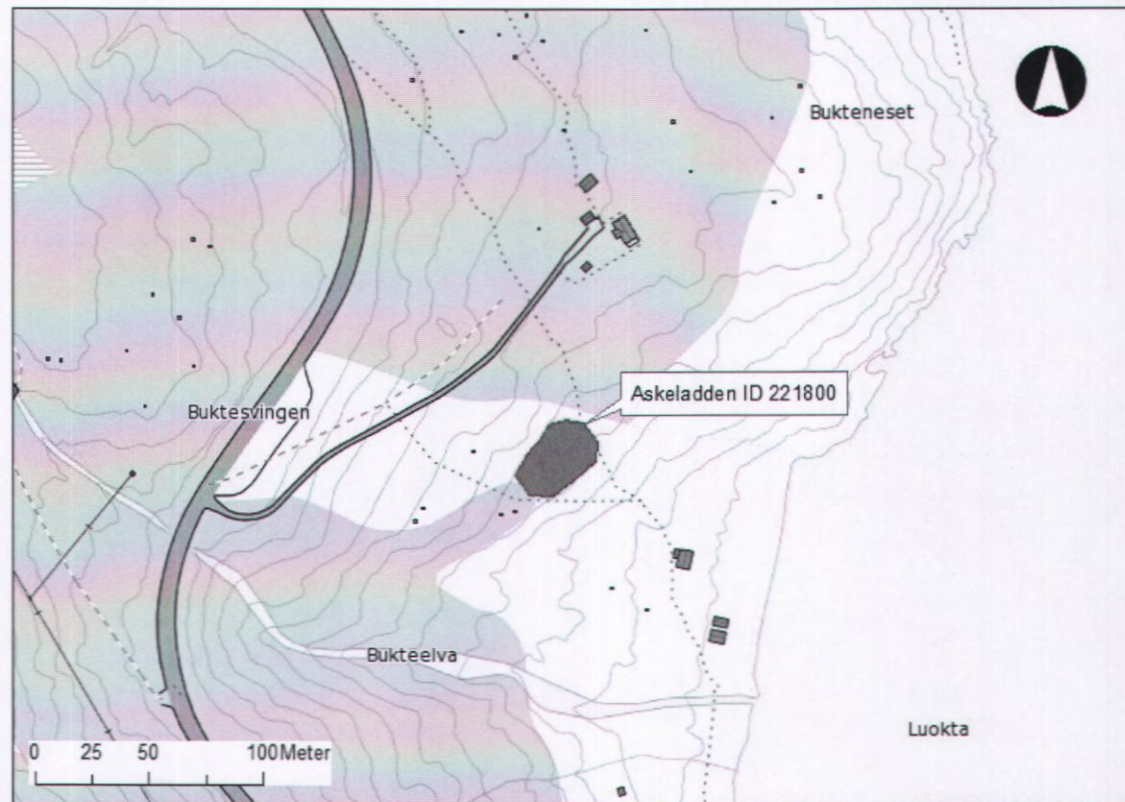 Bukteneset
Askeladden ID 221800
Buktesvingen
Bukteelva
Luokta
0 25 50 100Meter